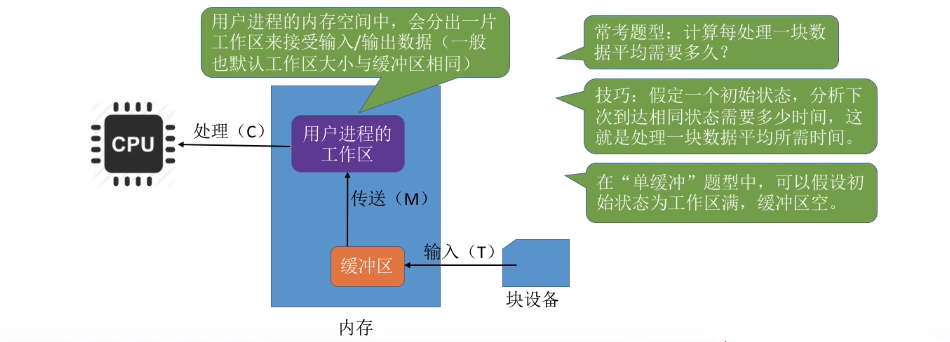 用户进程的内存空间中，会分出一片
工作区来接受输入/输出数据（一般
也默认工作区大小与缓冲区相同）
常考题型：计算每处理一块数
据平均需要多久？
技巧：假定一个初始状态，分析下
次到达相同状态需要多少时间，这
就是处理一块数据平均所需时间。
在“单缓冲”题型中，可以假设初
始状态为工作区满，缓冲区空。
CPU
处理（C）
用户进程的
工作区
传送（M）
缓冲区
输入（T）
块设备
内存